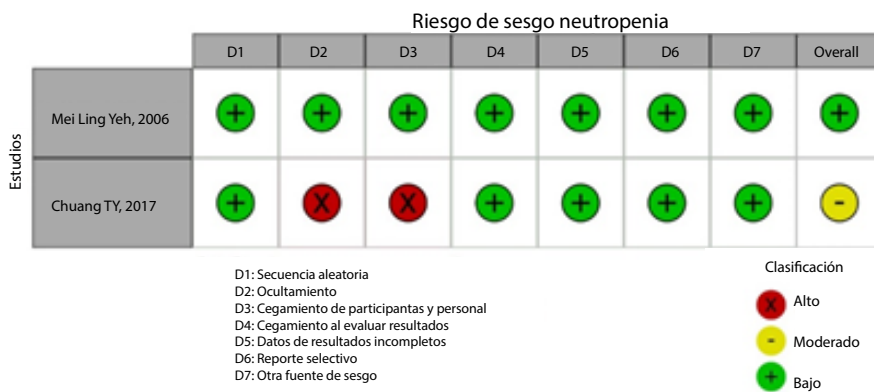 Riesgo de sesgo neutropenia
D1 D2 D3 D4 D5 D6 D7 Overall
Estudios
Mei Ling Yeh, 2006 + + + + + + + +
Chuang TY, 2017 + X X + + + + -
D1: Secuencia aleatoria
D2: Ocultamiento
D3: Cegamiento de participantas y personal
D4: Cegamiento al evaluar resultados
D5: Datos de resultados incompletos
D6: Reporte selectivo
D7: Otra fuente de sesgo
Clasificación
X Alto
- Moderado
+ Bajo